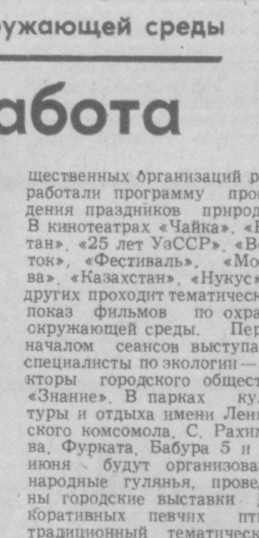 ружающей среды
абота
щественных организаций р
работали программу про
дения праздников природ
В кинотеатрах «Чайка», «
тан», «25 лет УзССР», «Во
ток», «Фестиваль», «Мо
ва», «Казахстан», «Нукус»
других проходит тематическ
показ фильмов по охра
окружающей среды. Пер
началом сеансов выступа
специалисты по экологии —
кторы городского общест
«Знание». В парках ку
туры и отдыха имени Лени
ского комсомола, С. Рахим
ва, Фурката, Бабура 5 и
июня будут организова
народные гулянья, прове
ны городские выставки
коративных певчих пт
традиционный тематическ